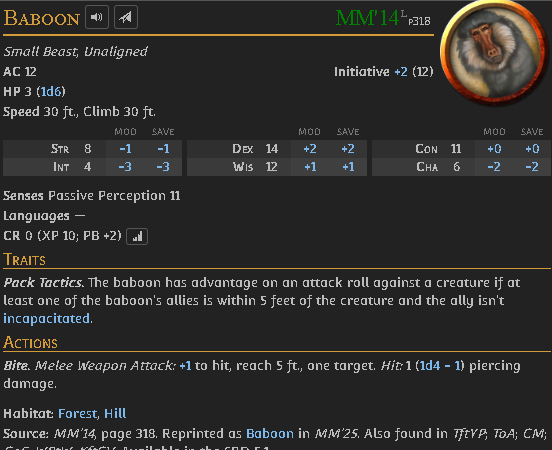 BABOON MM'14 L p318
Small Beast, Unaligned
AC 12 Initiative +2 (12)
HP 3 (1d6)
Speed 30 ft., Climb 30 ft.
MOD SAVE MOD SAVE MOD SAVE
STR 8 −1 −1 DEX 14 +2 +2 CON 11 +0 +0
INT 4 −3 −3 WIS 12 +1 +1 CHA 6 −2 −2
Senses Passive Perception 11
Languages —
CR 0 (XP 10; PB +2)
TRAITS
Pack Tactics. The baboon has advantage on an attack roll against a creature if at
least one of the baboon's allies is within 5 feet of the creature and the ally isn't
incapacitated.
ACTIONS
Bite. Melee Weapon Attack: +1 to hit, reach 5 ft., one target. Hit: 1 (1d4 − 1) piercing
damage.
Habitat: Forest, Hill
Source: MM'14, page 318. Reprinted as Baboon in MM'25. Also found in TftYP; ToA; CM;
Available in the SRD 5.1